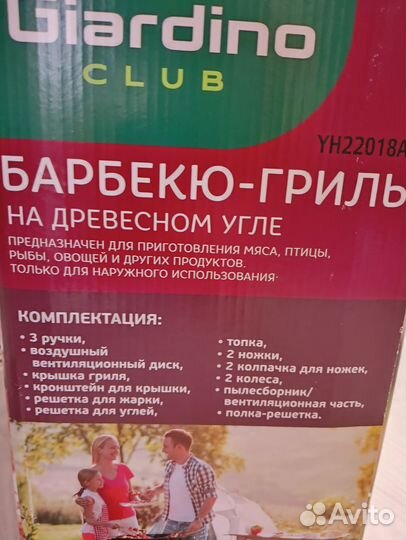 Giardino
CLUB
YH22018A
БАРБЕКЮ-ГРИЛЬ
НА ДРЕВЕСНОМ УГЛЕ
ПРЕДНАЗНАЧЕН ДЛЯ ПРИГОТОВЛЕНИЯ МЯСА, ПТИЦЫ,
РЫБЫ, ОВОЩЕЙ И ДРУГИХ ПРОДУКТОВ.
ТОЛЬКО ДЛЯ НАРУЖНОГО ИСПОЛЬЗОВАНИЯ.
КОМПЛЕКТАЦИЯ:
• 3 ручки,
• воздушный
вентиляционный диск,
• крышка гриля,
• кронштейн для крышки,
• решетка для жарки,
• решетка для углей,
• топка,
• 2 ножки,
• 2 колпачка для ножек,
• 2 колеса,
• пылесборник/
вентиляционная часть,
• полка-решетка.
Avito